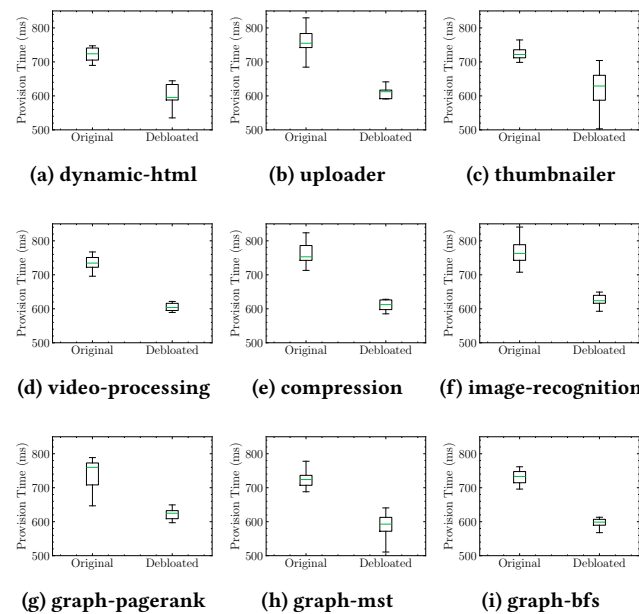 Provision Time (ms)
800
700
600
500
Original
Debloated
(a) dynamic-html
Provision Time (ms)
800
700
600
500
Original
Debloated
(b) uploader
Provision Time (ms)
800
700
600
500
Original
Debloated
(c) thumbnailer
Provision Time (ms)
800
700
600
500
Original
Debloated
(d) video-processing
Provision Time (ms)
800
700
600
500
Original
Debloated
(e) compression
Provision Time (ms)
800
700
600
500
Original
Debloated
(f) image-recognition
Provision Time (ms)
800
700
600
500
Original
Debloated
(g) graph-pagerank
Provision Time (ms)
800
700
600
500
Original
Debloated
(h) graph-mst
Provision Time (ms)
800
700
600
500
Original
Debloated
(i) graph-bfs